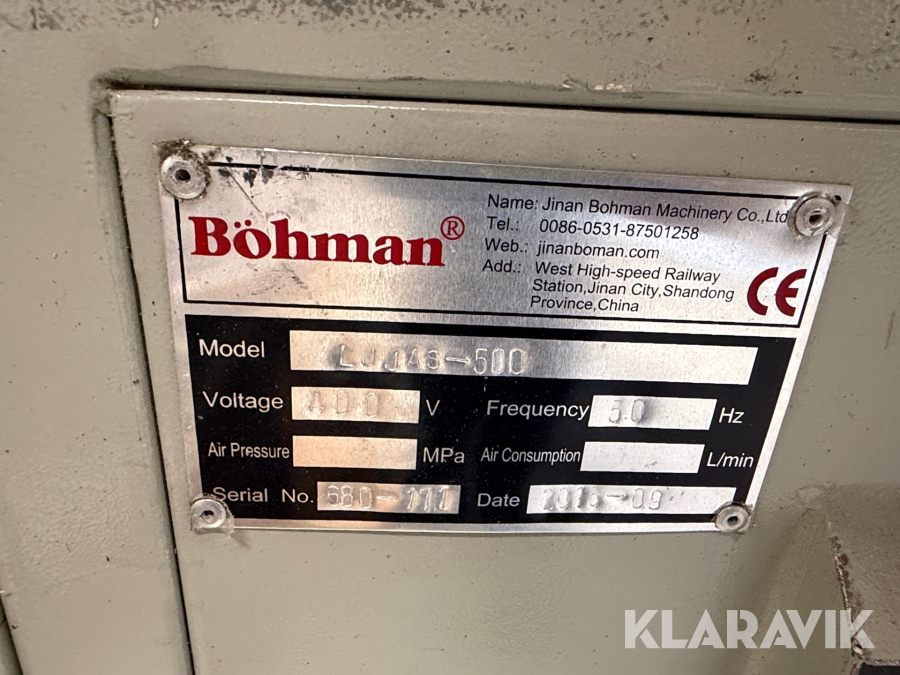 Böhman®
Name: Jinan Bohman Machinery Co.,Ltd
Tel.: 0086-0531-87501258
Web.: jinanboman.com
Add.: West High-speed Railway
Station,Jinan City,Shandong
Province,China
CE
Model
Voltage 400 V Frequency 50 Hz
Air Pressure MPa Air Consumption L/min
Serial No. 680-111 Date
KLARAVIK